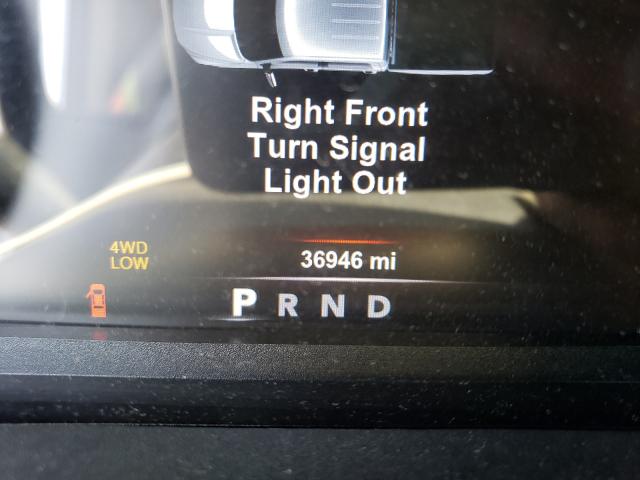 Right Front
Turn Signal
Light Out
4WD
LOW
36946 mi
P R N D